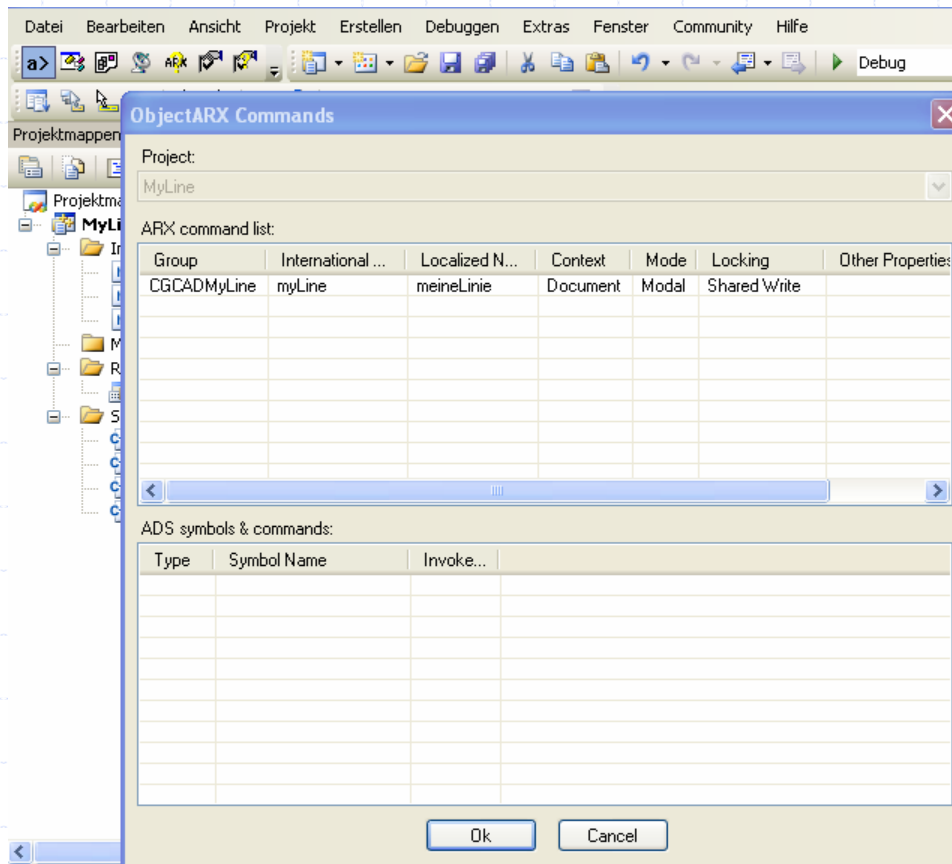 Datei Bearbeiten Ansicht Projekt Erstellen Debuggen Extras Fenster Community Hilfe
a> ARX Debug
ObjectARX Commands
Projektmappen
Project:
MyLine
Projektma
MyLi
ARX command list:
Group International ... Localized N... Context Mode Locking Other Properties
CGCADMyLine myLine meineLinie Document Modal Shared Write
In
M
R
S
ADS symbols & commands:
Type Symbol Name Invoke...
Ok Cancel